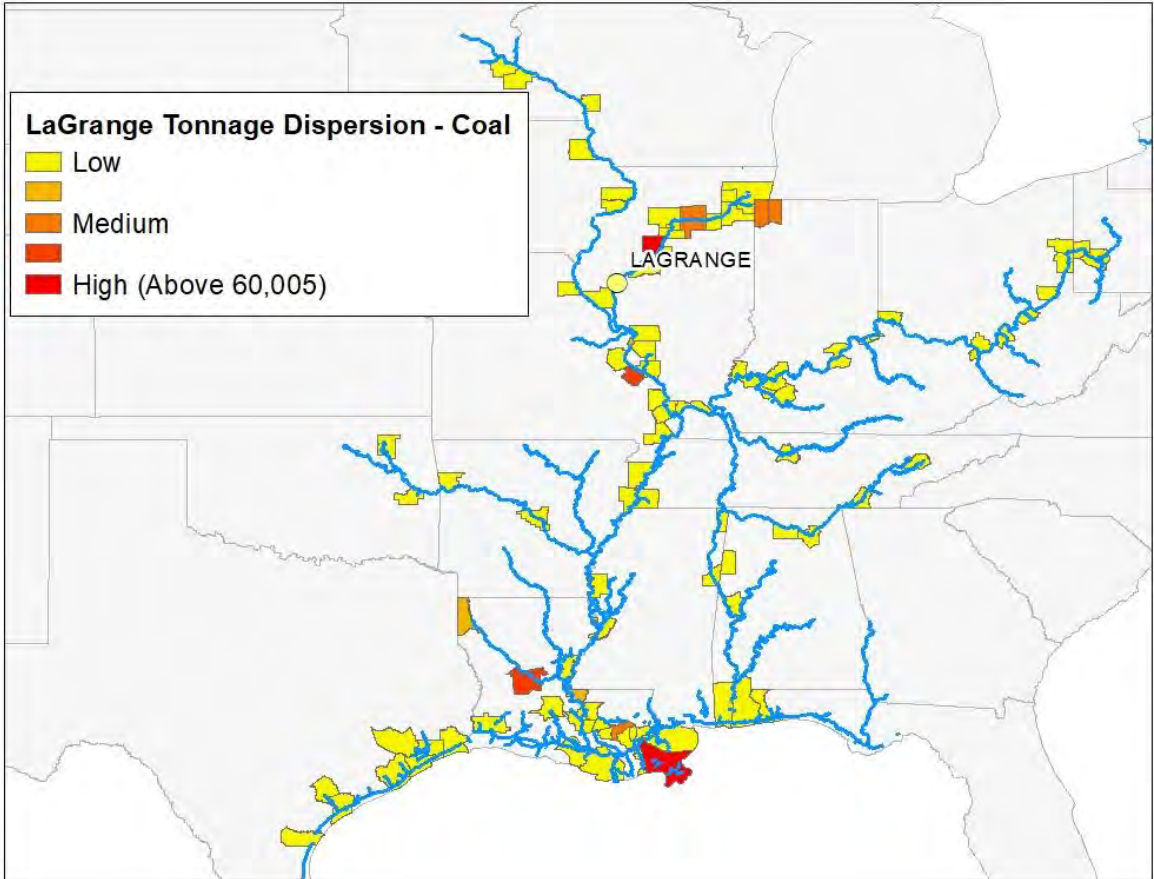 LaGrange Tonnage Dispersion - Coal
Low
Medium
High (Above 60,005)
LAGRANGE